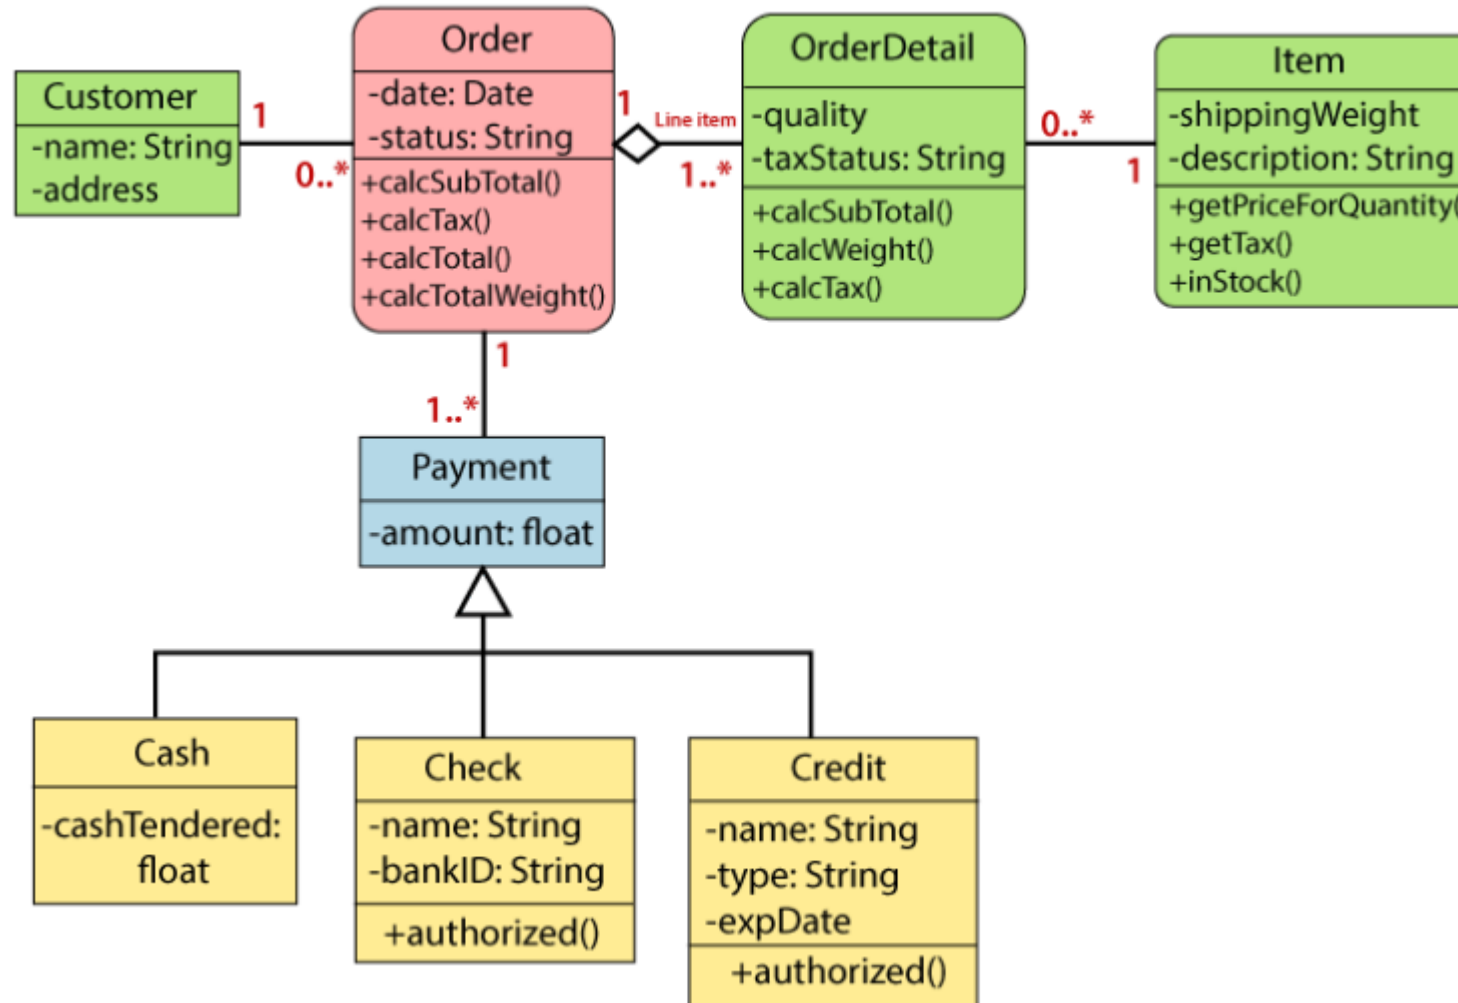 Customer
-name: String
-address
1
0..*
Order
-date: Date
-status: String
+calcSubTotal()
+calcTax()
+calcTotal()
+calcTotalWeight()
1
Line item
1..*
OrderDetail
-quality
-taxStatus: String
+calcSubTotal()
+calcWeight()
+calcTax()
0..*
1
Item
-shippingWeight
-description: String
+getPriceForQuantity(
+getTax()
+inStock()
1
1..*
Payment
-amount: float
Cash
-cashTendered:
float
Check
-name: String
-bankID: String
+authorized()
Credit
-name: String
-type: String
-expDate
+authorized()